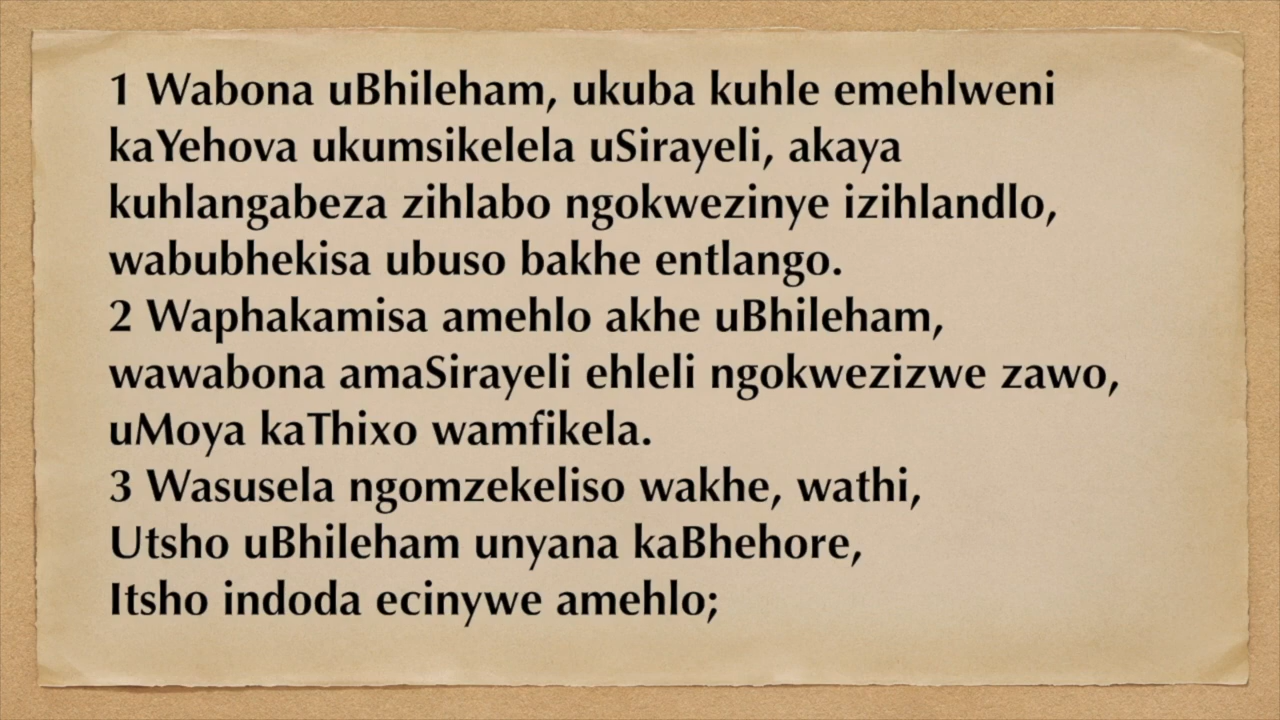 1 Wabona uBhileham, ukuba kuhle emehlweni
kaYehova ukumsikelela uSirayeli, akaya
kuhlangabeza zihlabo ngokwezinye izihlandlo,
wabubhekisa ubuso bakhe entlango.
2 Waphakamisa amehlo akhe uBhileham,
wawabona amaSirayeli ehleli ngokwezizwe zawo,
uMoya kaThixo wamfikela.
3 Wasusela ngomzekeliso wakhe, wathi,
Utsho uBhileham unyana kaBhehore,
Itsho indoda ecinywe amehlo;